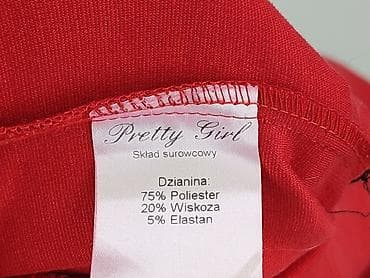 Pretty Girl
Skład surowcowy
Dzianina:
75% Poliester
20% Wiskoza
5% Elastan